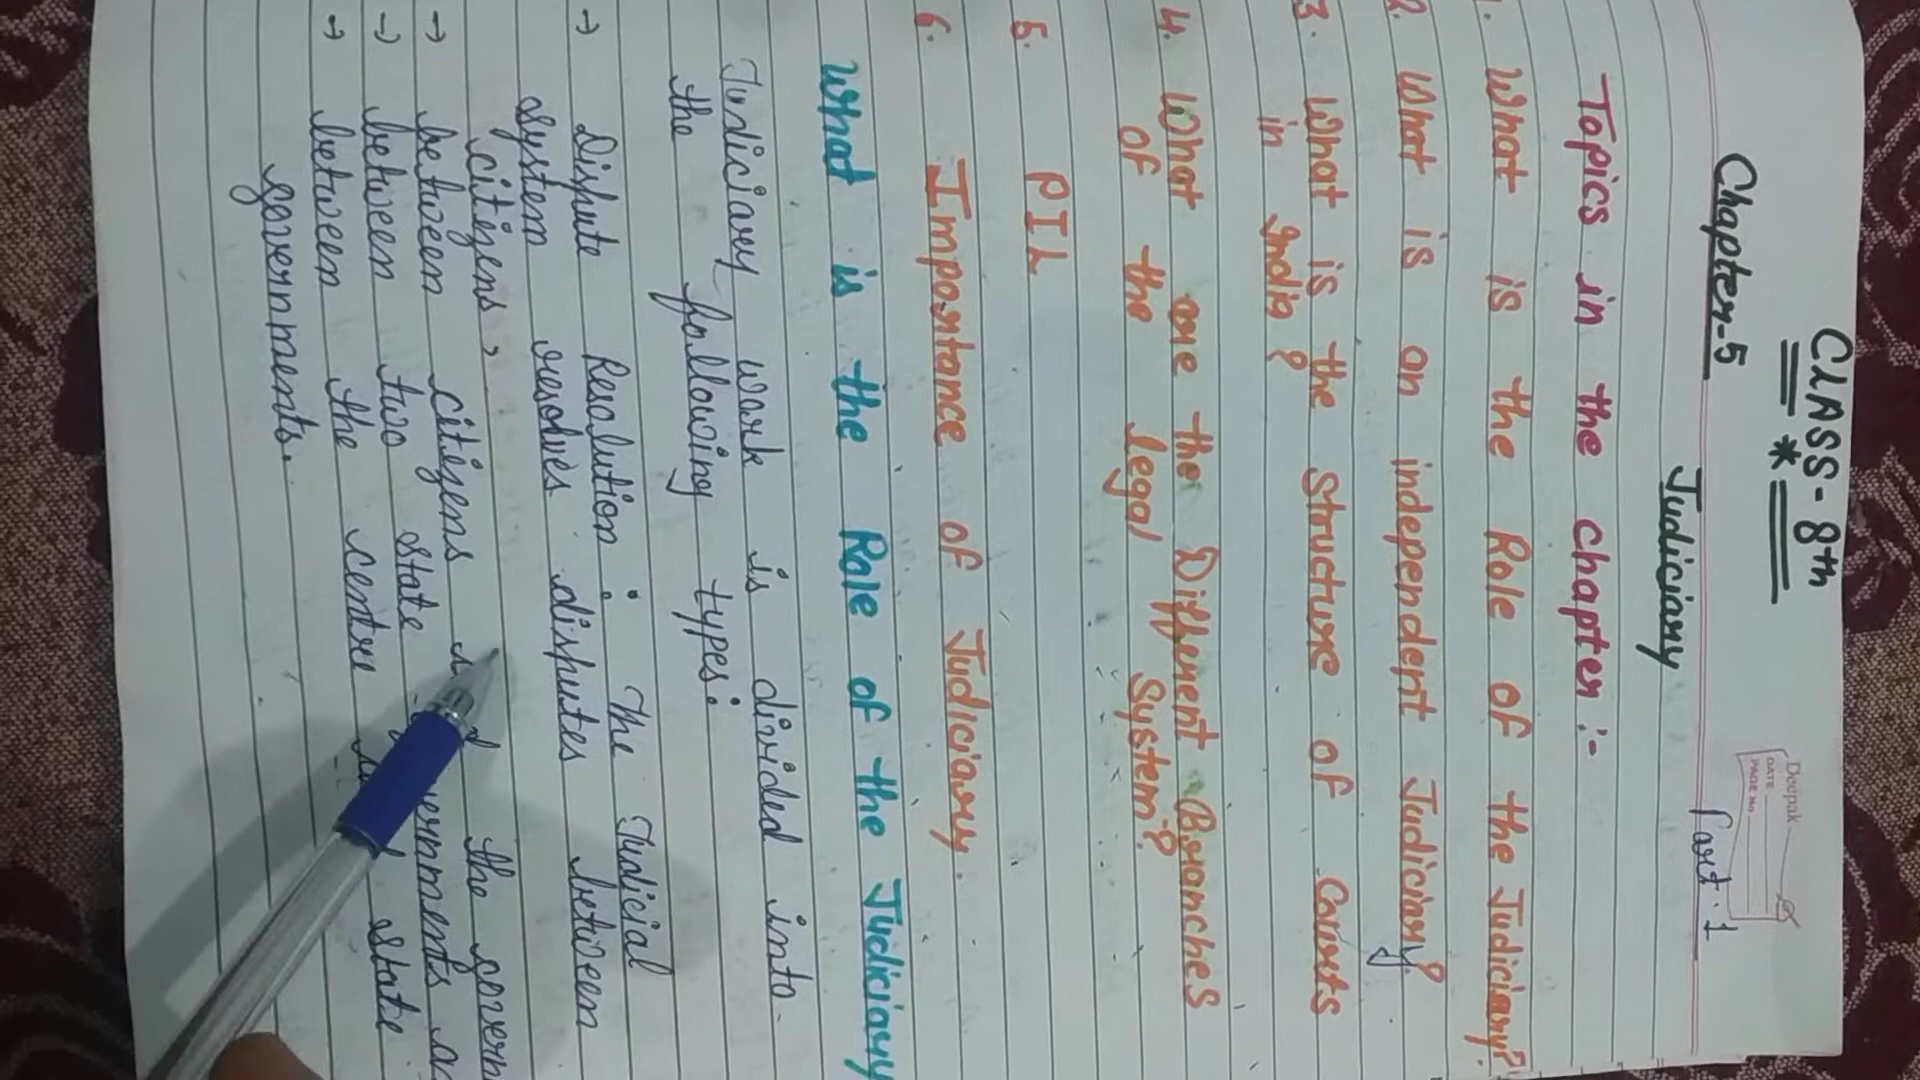 CLASS - 8th
Deepak
DATE
PAGE No.
Part. 1
Chapter-5
Judiciary
Topics in the chapter :-
1. What is the Role of the Judiciary?
2. What is an independent Judiciary?
3. What is the Structure of Courts
in India?
4. What are the Different Branches
of the legal System?
5. PIL
6. Importance of Judiciary.
What is the Role of the Judiciary
Judiciary work is divided into
the following types:
→ Dispute Resolution : The Judicial
system resolves disputes between
citizens,
→ between citizens the govern
→ between two state
→ between the centre state
governments.